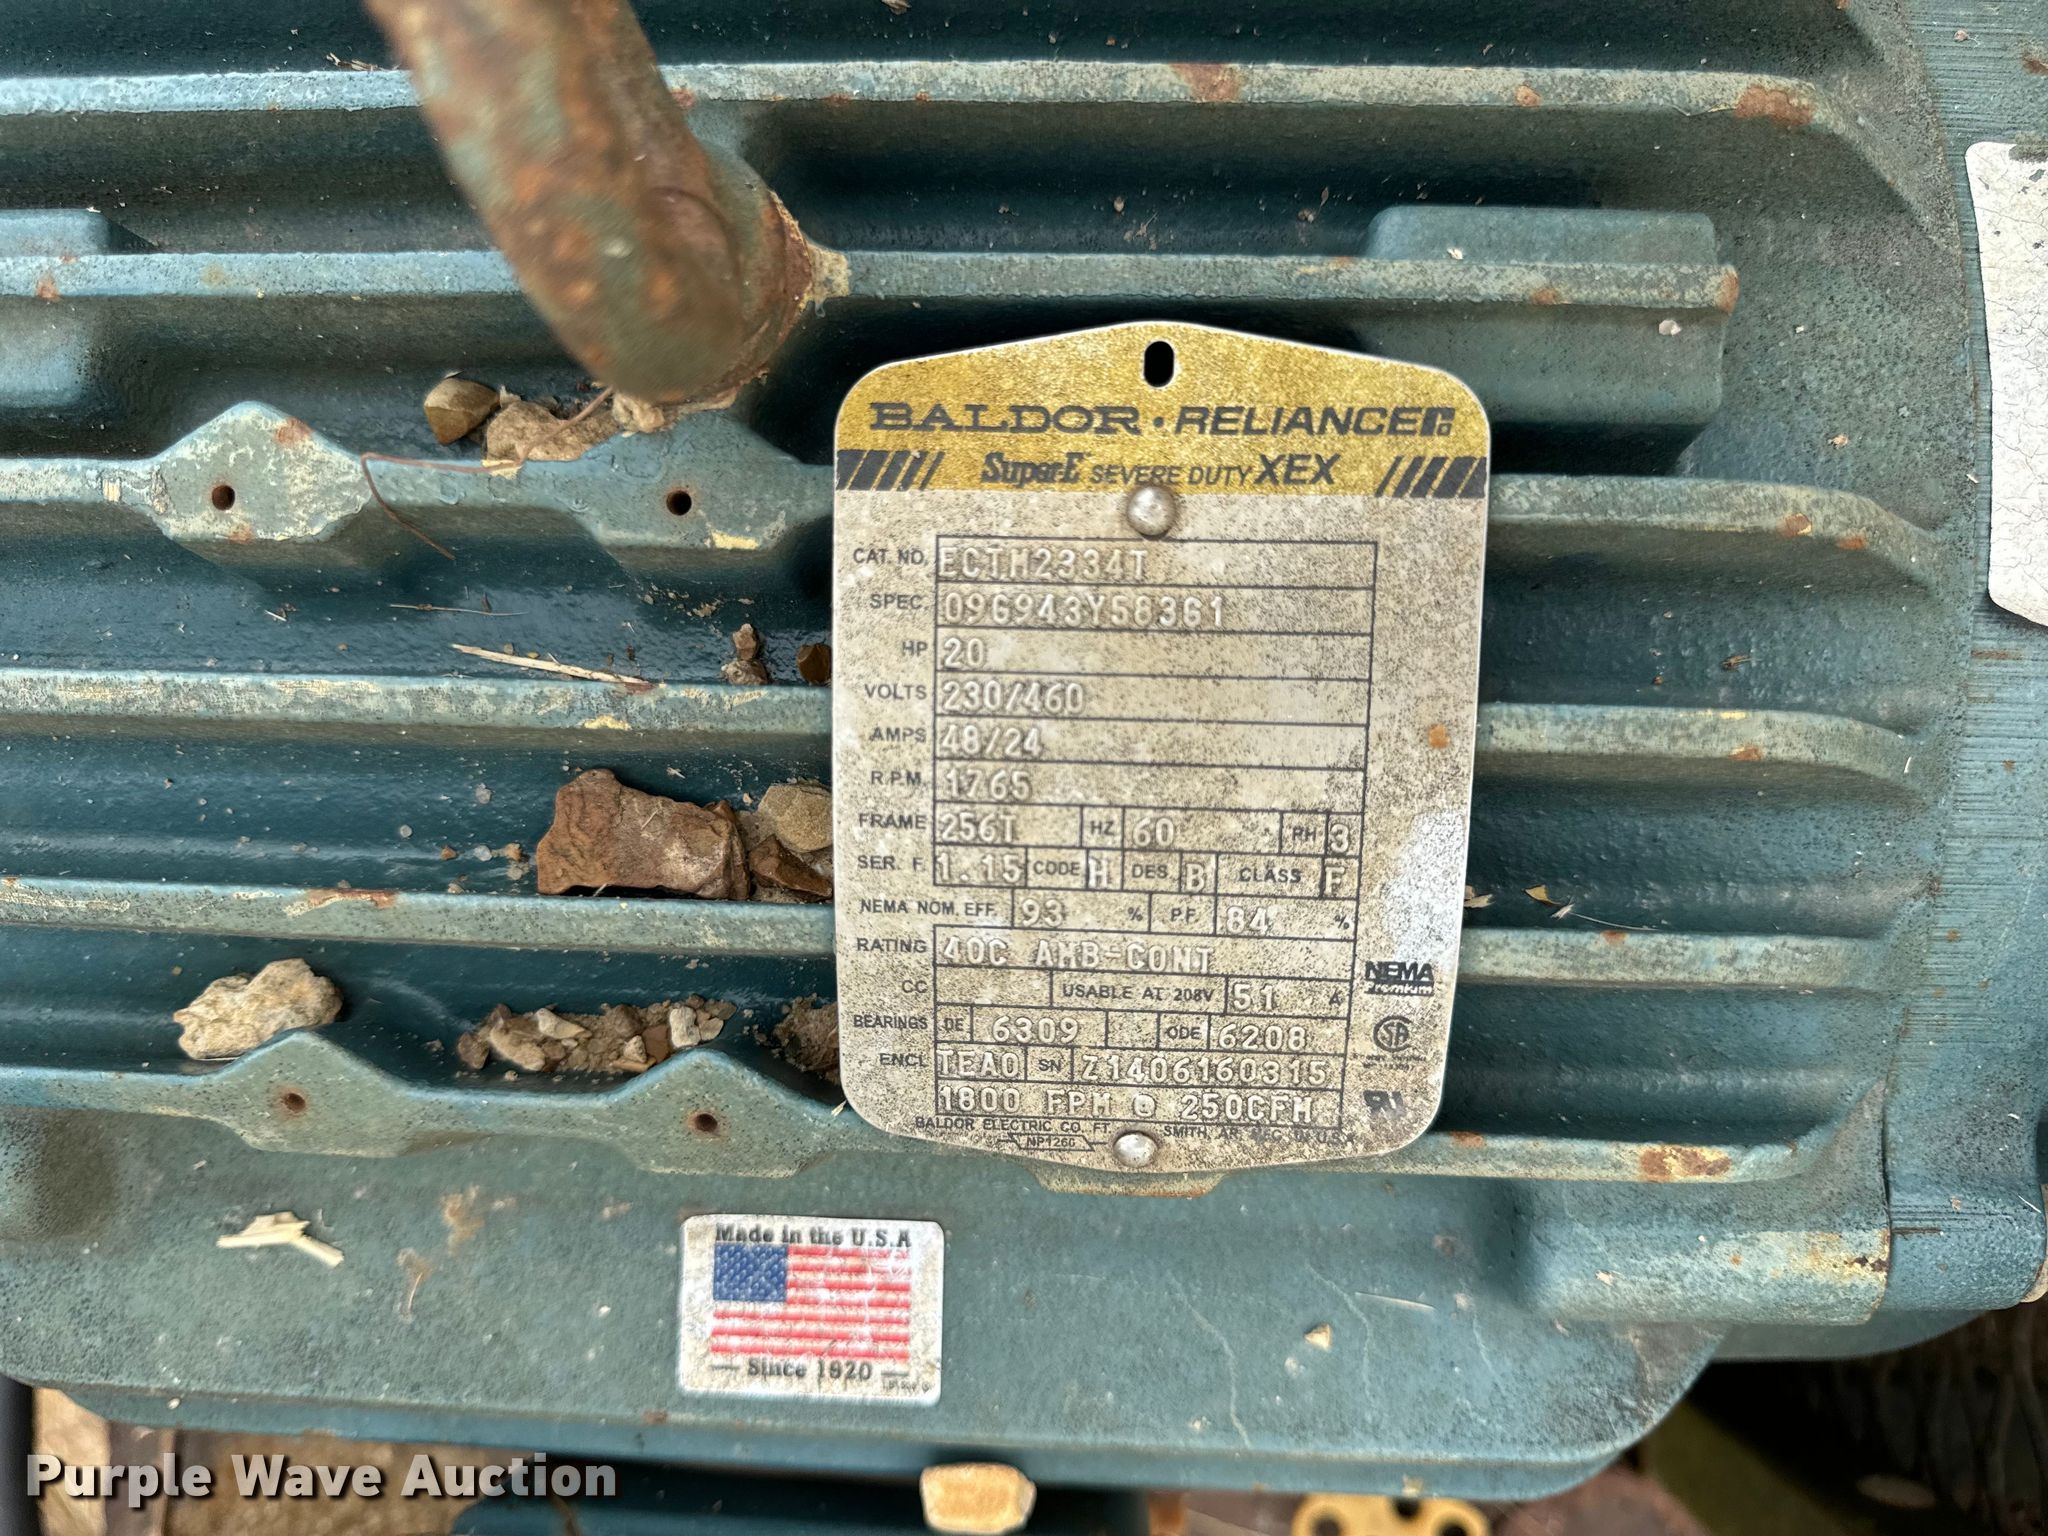 BALDOR · RELIANCE
Super-E SEVERE DUTY XEX
CAT. NO. ECTM2334T
SPEC. 09G943Y583G1
HP 20
VOLTS 230/460
AMPS 48/24
R.P.M. 1765
FRAME 256T HZ 60 PH 3
SER. F. 1.15 CODE H DES. B CLASS F
NEMA NOM. EFF. 93 % P.F. 84 %
RATING 40C AMB-CONT
CC USABLE AT 208V 51 A
BEARINGS DE 6309 ODE 6208
ENCL TEAO SN Z1406160315
1800 FPM @ 250CFM
BALDOR ELECTRIC CO. FT. SMITH, AR. MFG. IN U.S.A.
NP1260
NEMA
Premium
Made in the U.S.A
Since 1920
Purple Wave Auction